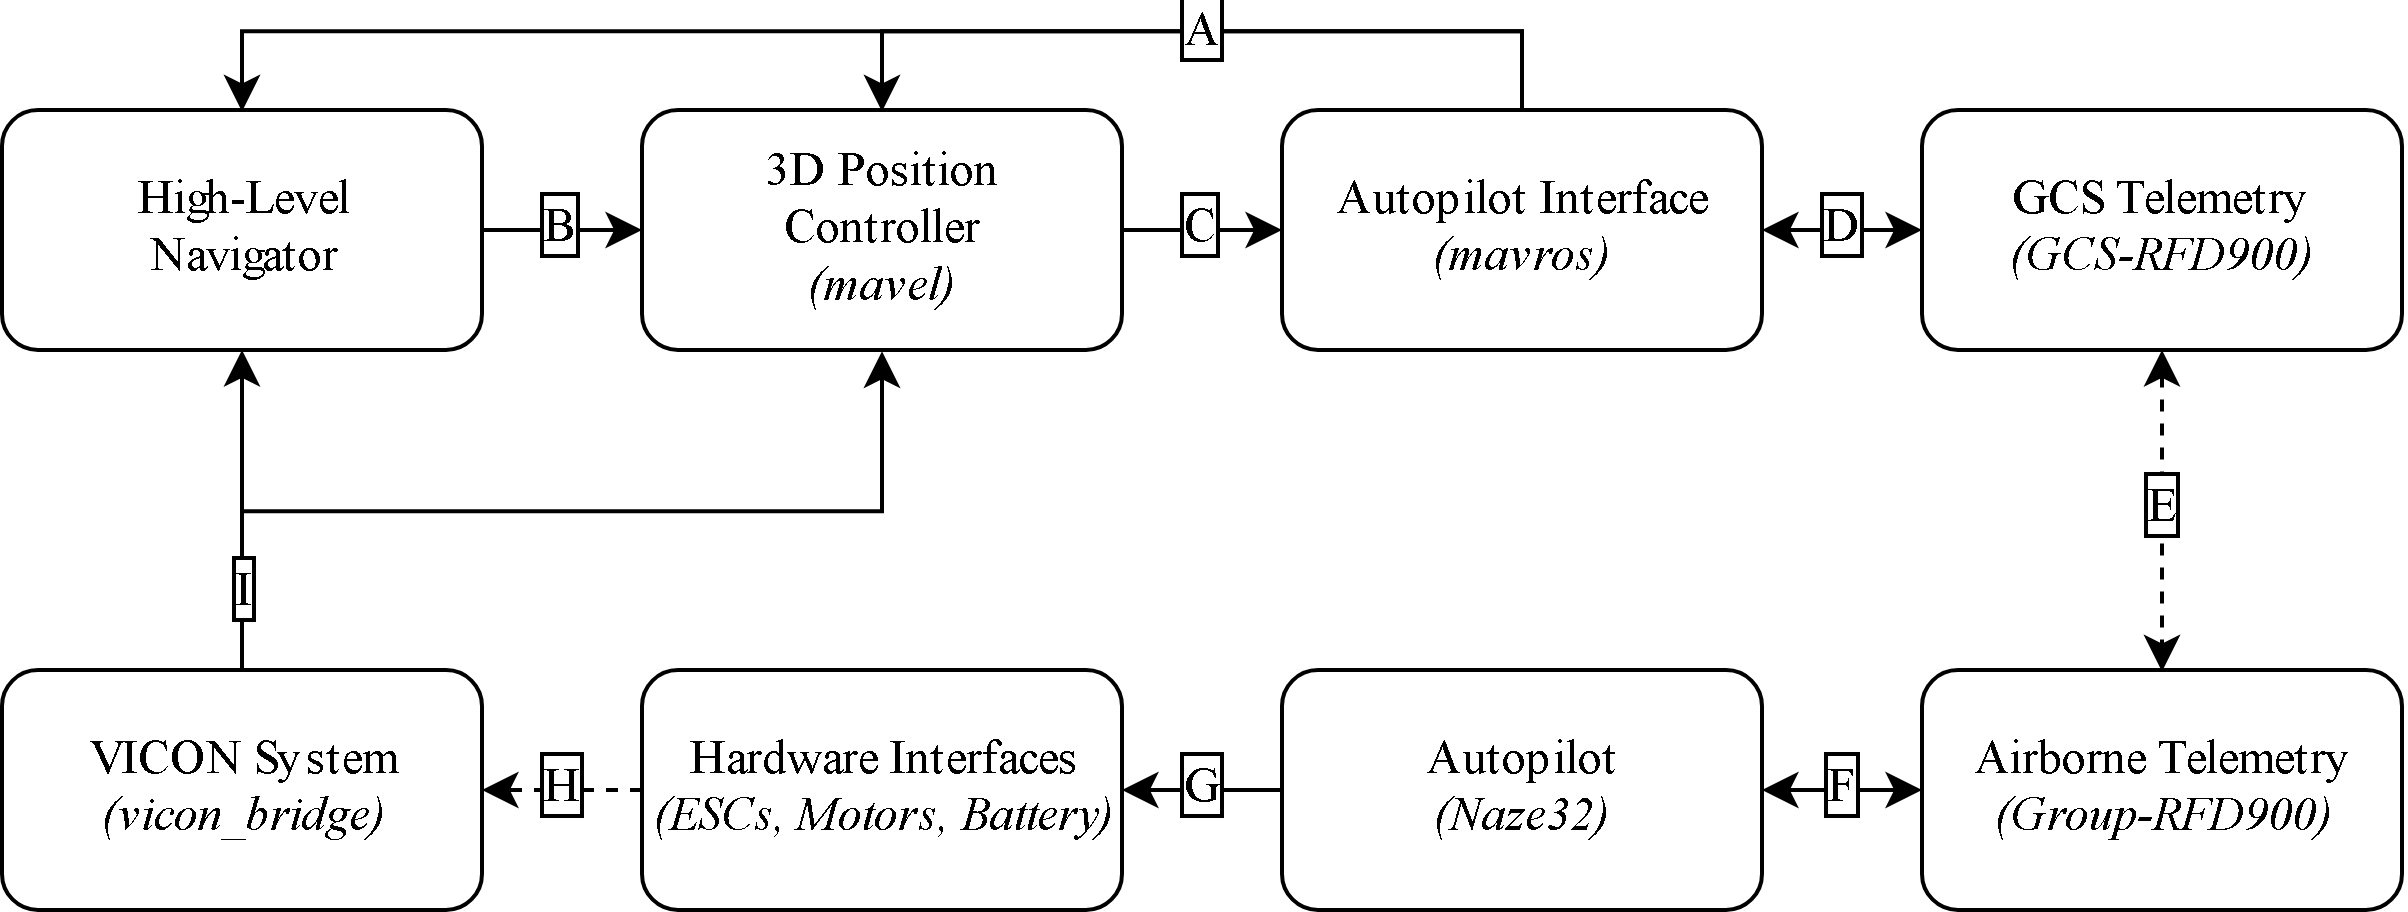 A
High-Level
Navigator
B
3D Position
Controller
(mavel)
C
Autopilot Interface
(mavros)
D
GCS Telemetry
(GCS-RFD900)
E
I
VICON System
(vicon_bridge)
H
Hardware Interfaces
(ESCs, Motors, Battery)
G
Autopilot
(Naze32)
F
Airborne Telemetry
(Group-RFD900)